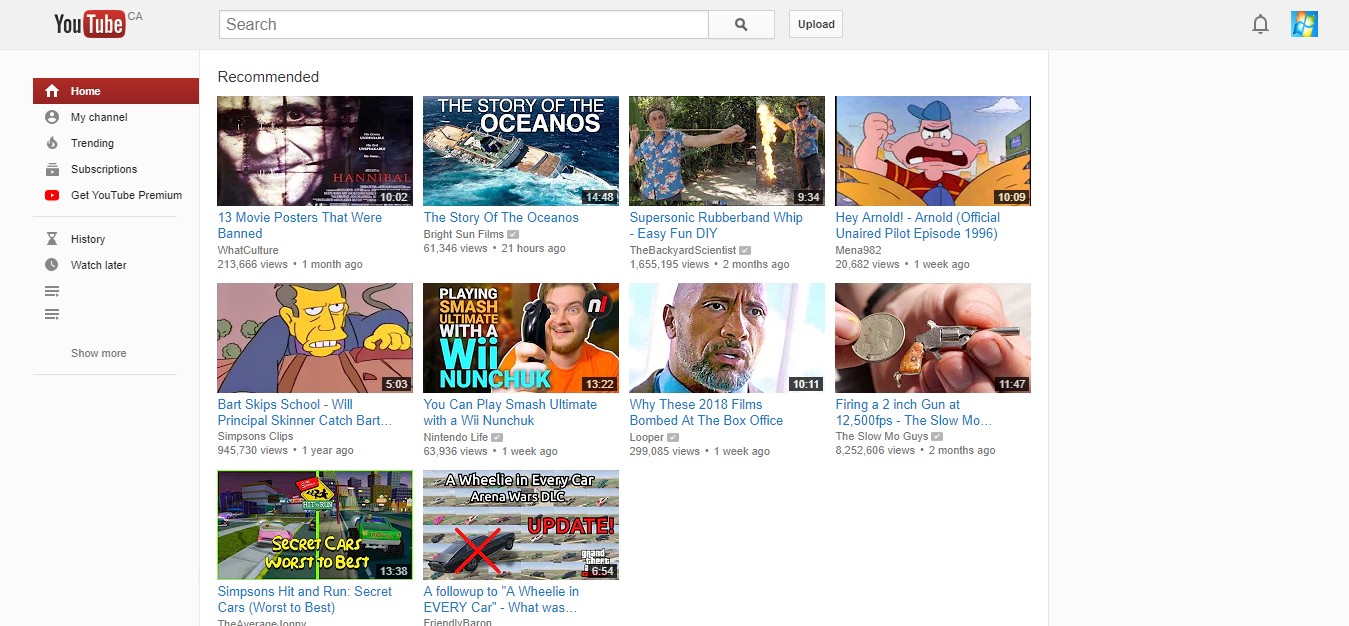 YouTube CA
Search
Upload
Home
My channel
Trending
Subscriptions
Get YouTube Premium
History
Watch later
Show more
Recommended
HANNIBAL
10:02
13 Movie Posters That Were
Banned
WhatCulture
213,666 views • 1 month ago
THE STORY OF THE
OCEANOS
14:48
The Story Of The Oceanos
Bright Sun Films
61,346 views • 21 hours ago
9:34
Supersonic Rubberband Whip
- Easy Fun DIY
TheBackyardScientist
1,655,195 views • 2 months ago
10:09
Hey Arnold! - Arnold (Official
Unaired Pilot Episode 1996)
Mena982
20,682 views • 1 week ago
5:03
Bart Skips School - Will
Principal Skinner Catch Bart...
Simpsons Clips
945,730 views • 1 year ago
PLAYING
SMASH
ULTIMATE
WITH A
Wii
NUNCHUK
13:22
You Can Play Smash Ultimate
with a Wii Nunchuk
Nintendo Life
63,936 views • 1 week ago
10:11
Why These 2018 Films
Bombed At The Box Office
Looper
299,085 views • 1 week ago
11:47
Firing a 2 inch Gun at
12,500fps - The Slow Mo...
The Slow Mo Guys
8,252,606 views • 2 months ago
HIT & RUN
SECRET CARS
WORST TO BEST
13:38
Simpsons Hit and Run: Secret
Cars (Worst to Best)
TheAverageJonny
A Wheelie in Every Car
Arena Wars DLC
UPDATE!
grand
theft
6:54
A followup to "A Wheelie in
EVERY Car" - What was...
FriendlyBaron